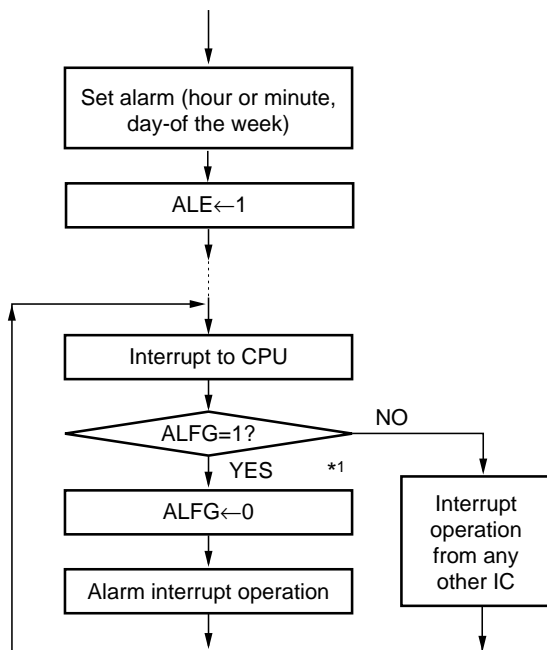 Set alarm (hour or minute,
day-of the week)
ALE←1
Interrupt to CPU
ALFG=1?
NO
YES
*1
ALFG←0
Interrupt
operation
from any
other IC
Alarm interrupt operation